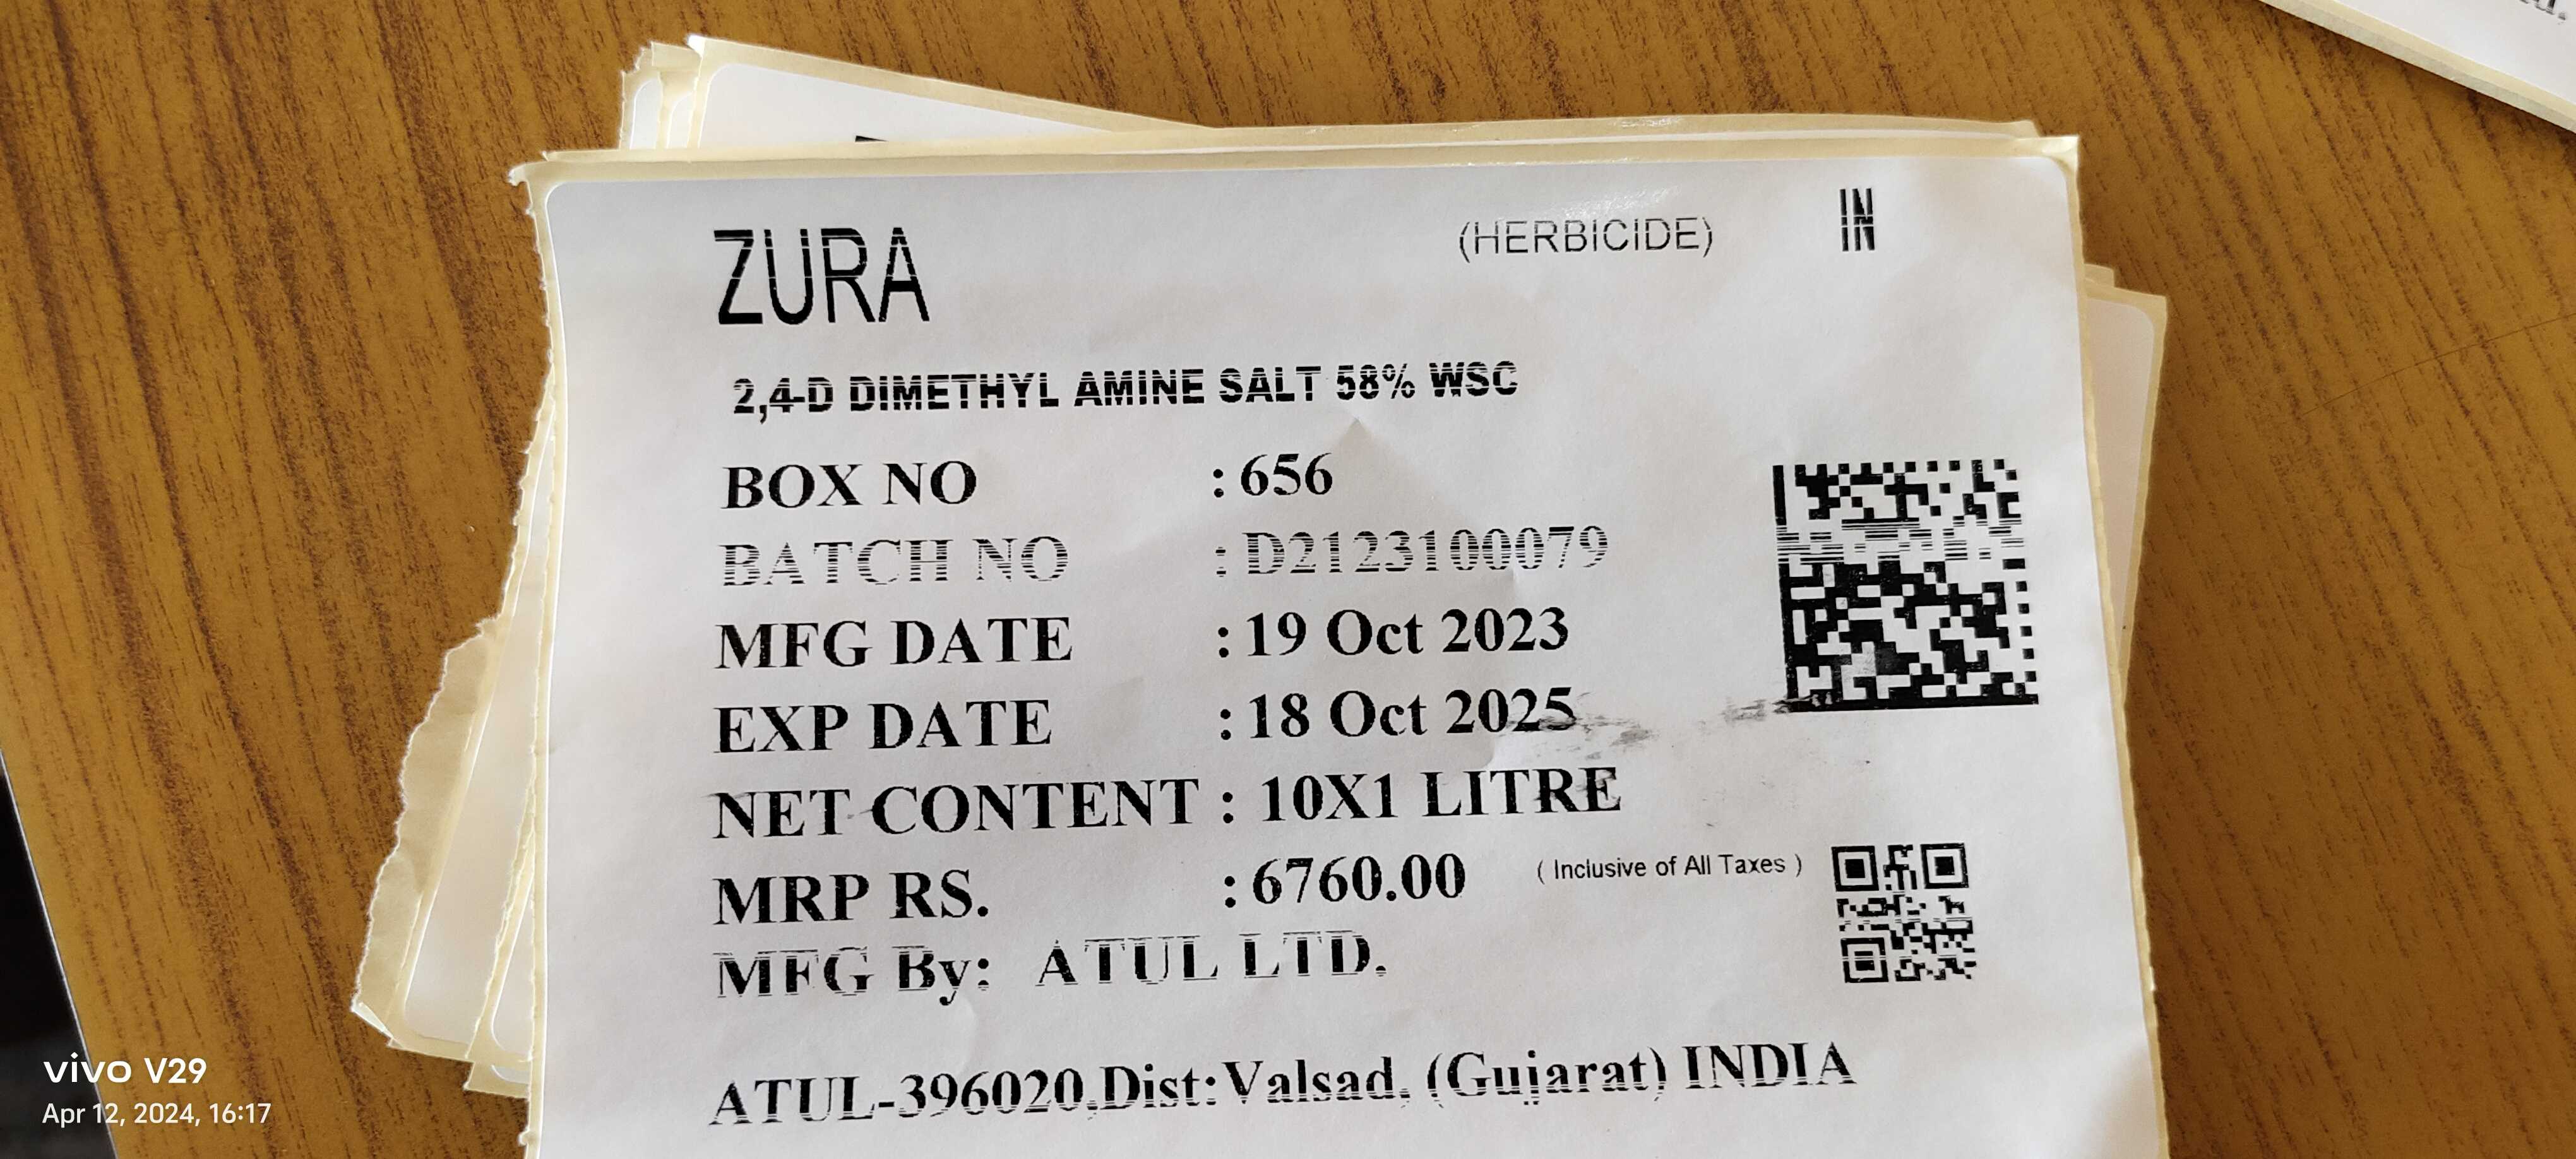 ZURA (HERBICIDE) IN
2,4-D DIMETHYL AMINE SALT 58% WSC
BOX NO : 656
BATCH NO : D2123100079
MFG DATE : 19 Oct 2023
EXP DATE : 18 Oct 2025
NET CONTENT : 10X1 LITRE
MRP RS. : 6760.00 ( Inclusive of All Taxes )
MFG By: ATUL LTD.
ATUL-396020,Dist:Valsad, (Gujarat) INDIA
vivo V29
Apr 12, 2024, 16:17